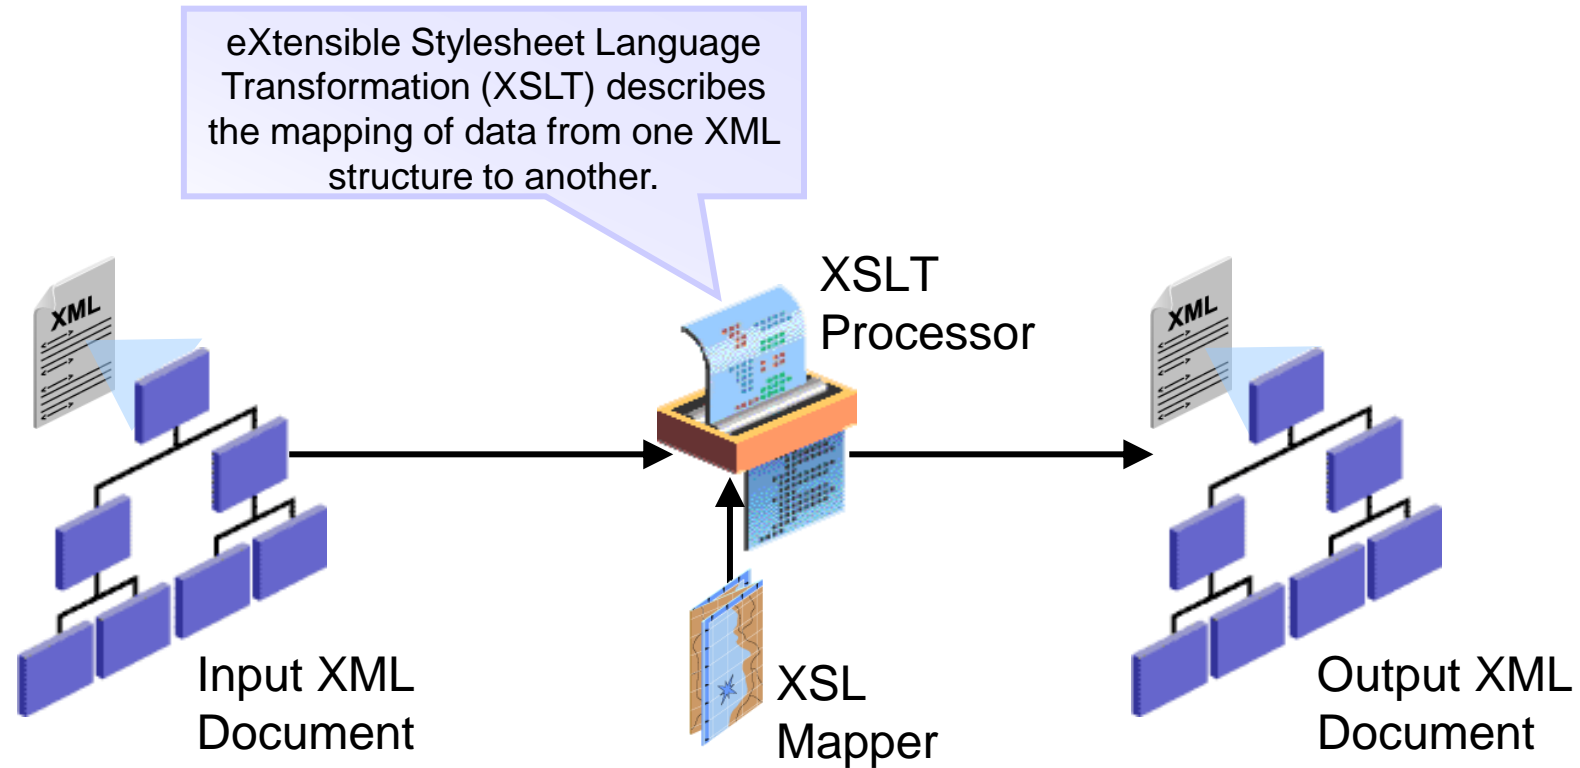 eXtensible Stylesheet Language
Transformation (XSLT) describes
the mapping of data from one XML
structure to another.
XML
XSLT
Processor
XML
Input XML
Document
XSL
Mapper
Output XML
Document